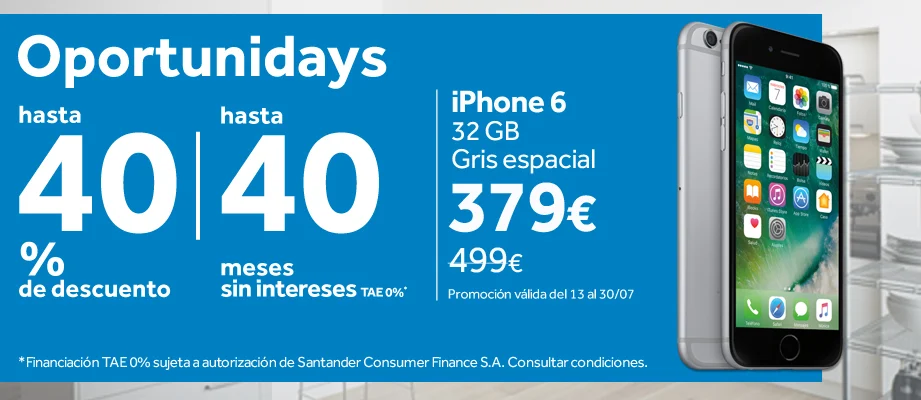 Oportunidays
hasta
40
%
de descuento
hasta
40
meses
sin intereses TAE 0%*
iPhone 6
32 GB
Gris espacial
379€
499€
Promoción válida del 13 al 30/07
*Financiación TAE 0% sujeta a autorización de Santander Consumer Finance S.A. Consultar condiciones.